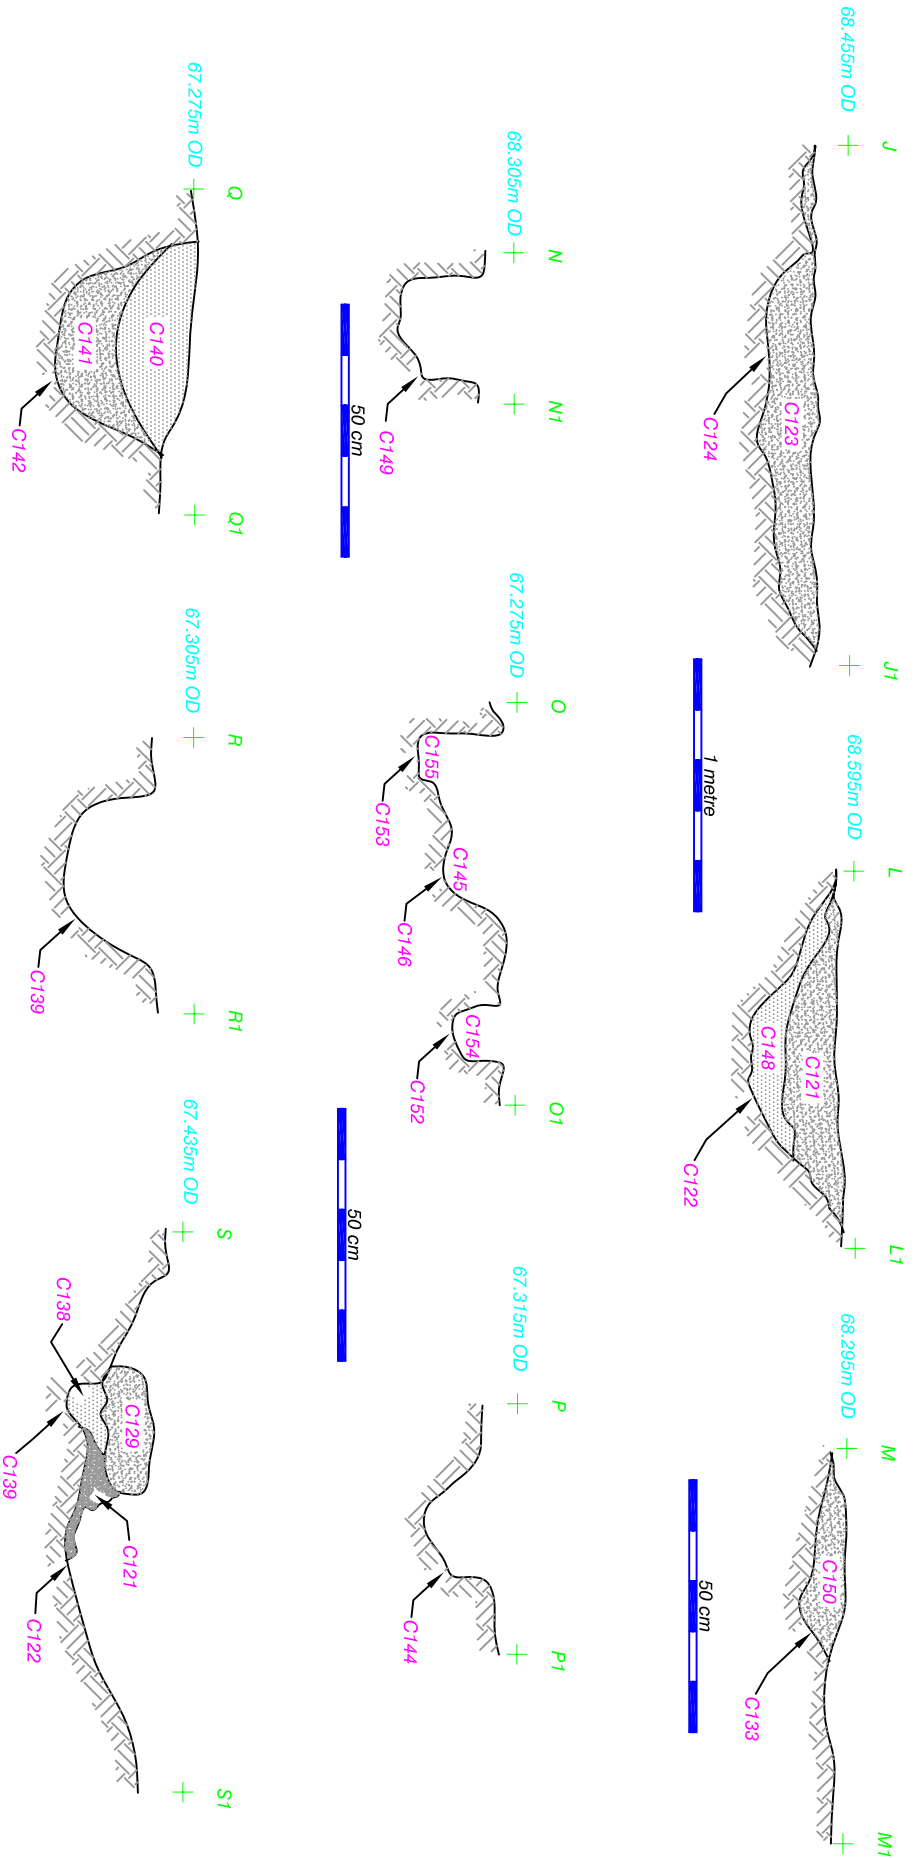 J
J1
68.455m OD
C123
C124
1 metre
L
L1
68.595m OD
C121
C148
C122
M
M1
68.295m OD
C150
C133
50 cm
N
N1
68.305m OD
C149
50 cm
O
O1
67.275m OD
C155
C153
C145
C146
C154
C152
50 cm
P
P1
67.315m OD
C144
Q
Q1
67.275m OD
C140
C141
C142
R
R1
67.305m OD
C139
S
S1
67.435m OD
C138
C129
C139
C121
C122